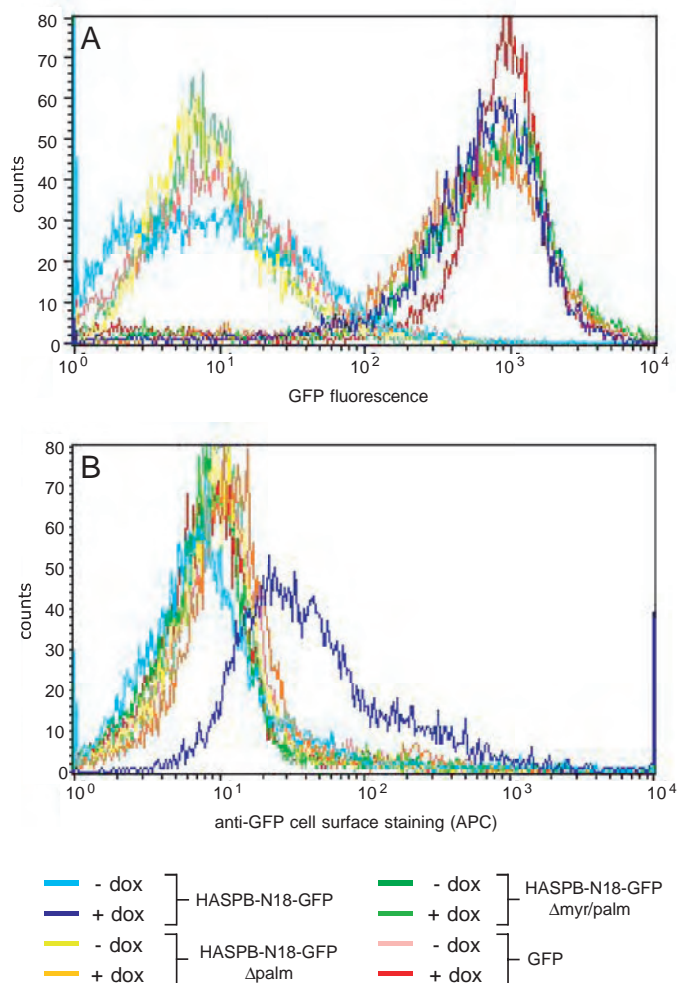 A
80
70
60
50
40
30
20
10
0
counts
10^0 10^1 10^2 10^3 10^4
GFP fluorescence
B
80
70
60
50
40
30
20
10
0
counts
10^0 10^1 10^2 10^3 10^4
anti-GFP cell surface staining (APC)
- dox
+ dox
HASPB-N18-GFP
- dox
+ dox
HASPB-N18-GFP
Δpalm
- dox
+ dox
HASPB-N18-GFP
Δmyr/palm
- dox
+ dox
GFP